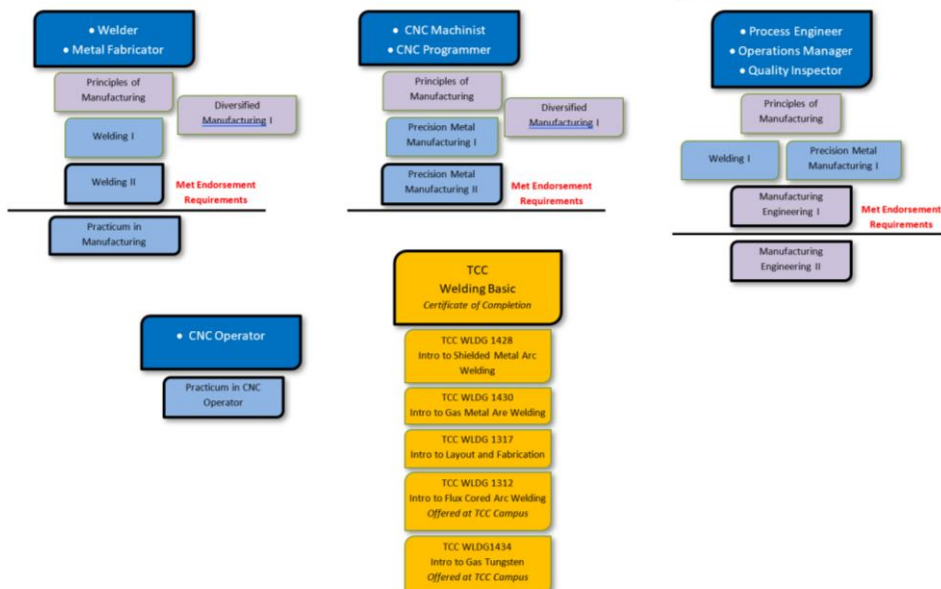 • Welder
• Metal Fabricator
Principles of
Manufacturing
Diversified
Manufacturing I
Welding I
Welding II
Met Endorsement
Requirements
Practicum in
Manufacturing
• CNC Machinist
• CNC Programmer
Principles of
Manufacturing
Diversified
Manufacturing I
Precision Metal
Manufacturing I
Precision Metal
Manufacturing II
Met Endorsement
Requirements
• Process Engineer
• Operations Manager
• Quality Inspector
Principles of
Manufacturing
Welding I
Precision Metal
Manufacturing I
Manufacturing
Engineering I
Met Endorsement
Requirements
Manufacturing
Engineering II
• CNC Operator
Practicum in CNC
Operator
TCC
Welding Basic
Certificate of Completion
TCC WLDG 1428
Intro to Shielded Metal Arc
Welding
TCC WLDG 1430
Intro to Gas Metal Are Welding
TCC WLDG 1317
Intro to Layout and Fabrication
TCC WLDG 1312
Intro to Flux Cored Arc Welding
Offered at TCC Campus
TCC WLDG1434
Intro to Gas Tungsten
Offered at TCC Campus